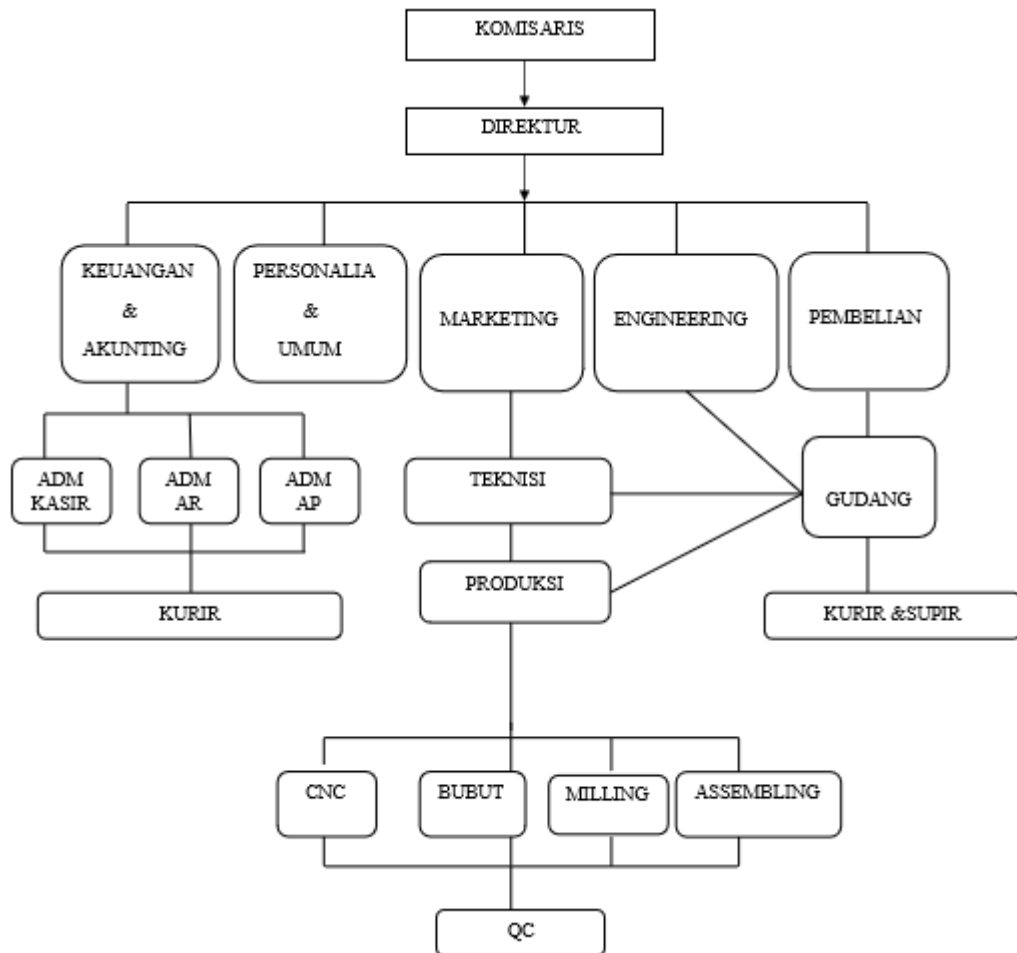 KOMISARIS
DIREKTUR
KEUANGAN
&
AKUNTING
PERSONALIA
&
UMUM
MARKETING
ENGINEERING
PEMBELIAN
ADM
KASIR
ADM
AR
ADM
AP
TEKNISI
GUDANG
PRODUKSI
KURIR
KURIR &SUPIR
CNC
BUBUT
MILLING
ASSEMBLING
QC